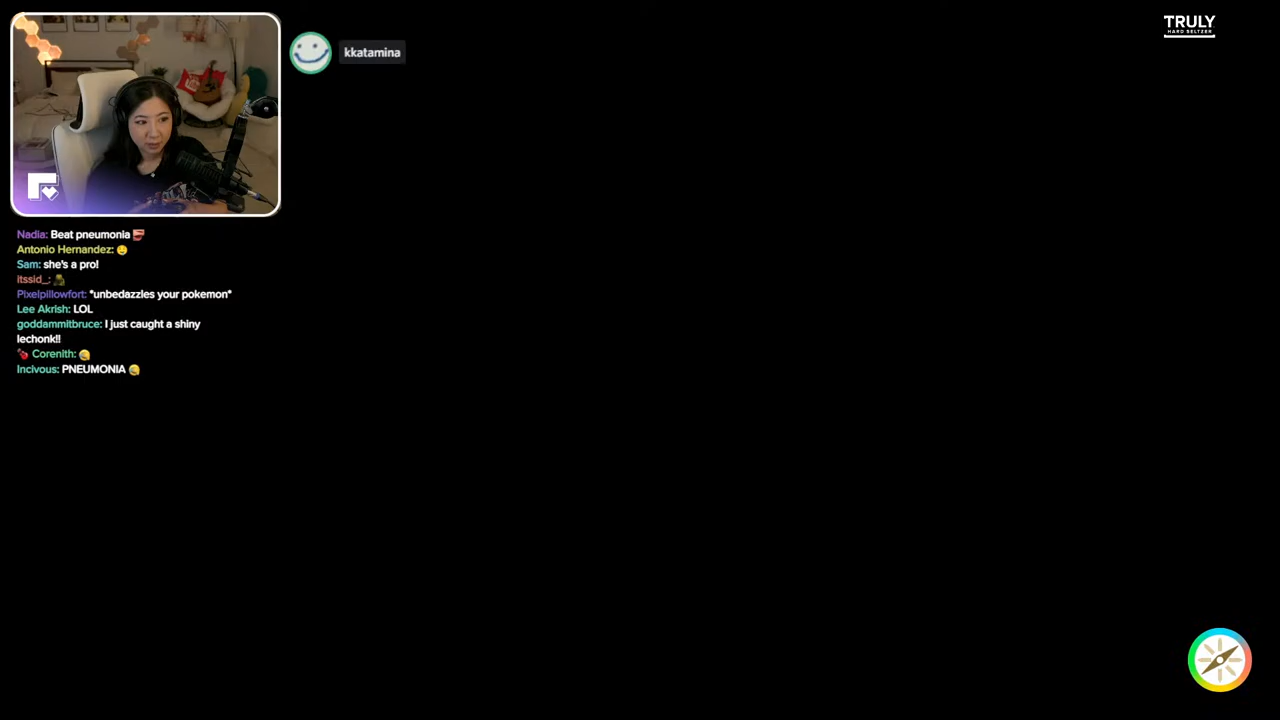 kkatamina
TRULY
HARD SELTZER
Nadia: Beat pneumonia
Antonio Hernandez:
Sam: she's a pro!
itssid_:
Pixelpillowfort: *unbedazzles your pokemon*
Lee Akrish: LOL
goddammitbruce: I just caught a shiny
lechonk!!
Corenith:
Incivous: PNEUMONIA